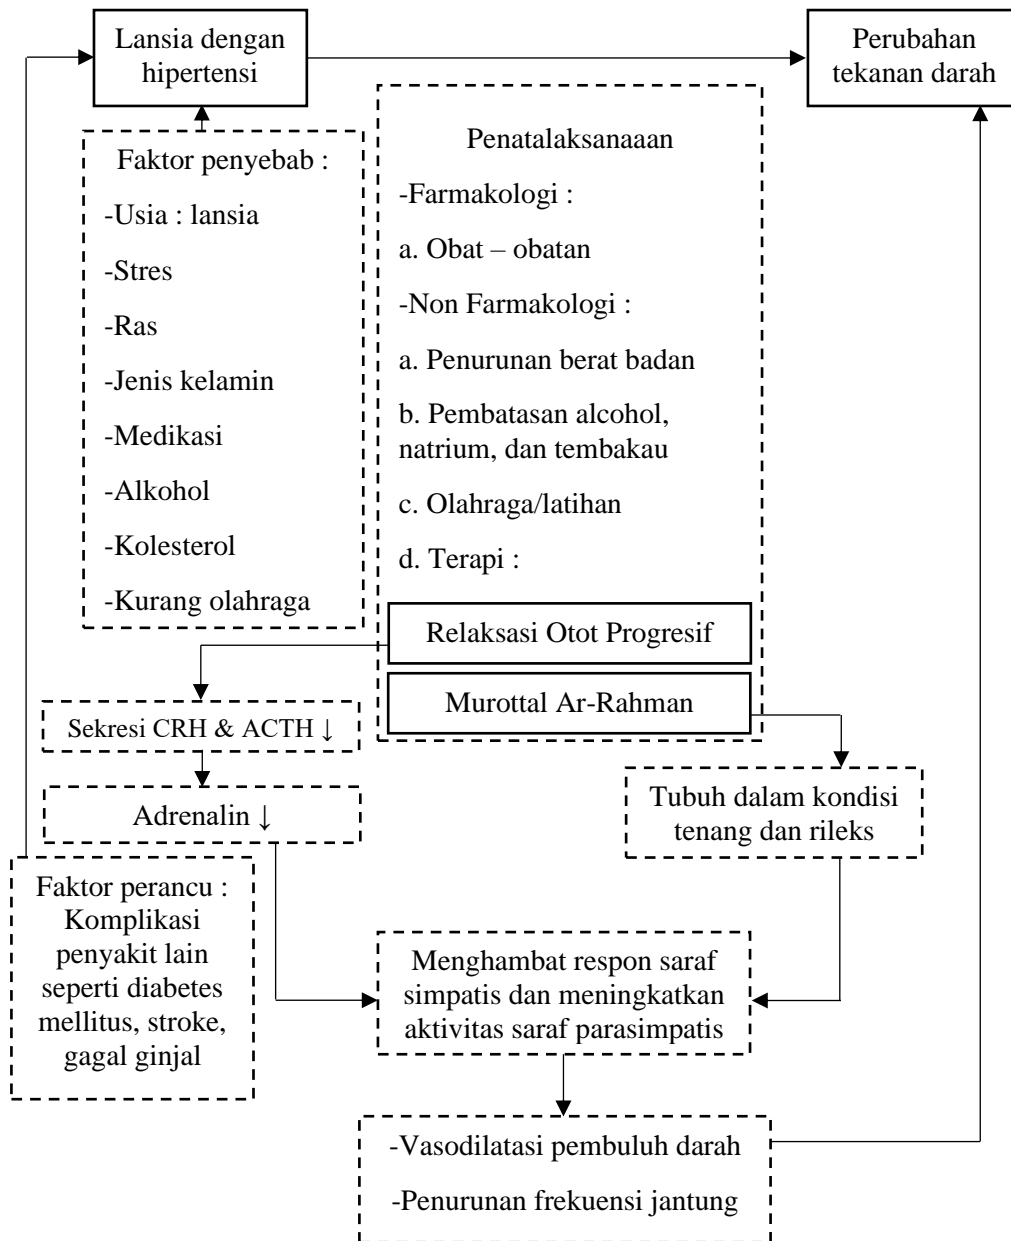 Lansia dengan
hipertensi
Perubahan
tekanan darah
Faktor penyebab :
-Usia : lansia
-Stres
-Ras
-Jenis kelamin
-Medikasi
-Alkohol
-Kolesterol
-Kurang olahraga
Penatalaksanaaan
-Farmakologi :
a. Obat – obatan
-Non Farmakologi :
a. Penurunan berat badan
b. Pembatasan alcohol,
natrium, dan tembakau
c. Olahraga/latihan
d. Terapi :
Relaksasi Otot Progresif
Murottal Ar-Rahman
Sekresi CRH & ACTH ↓
Adrenalin ↓
Tubuh dalam kondisi
tenang dan rileks
Faktor perancu :
Komplikasi
penyakit lain
seperti diabetes
mellitus, stroke,
gagal ginjal
Menghambat respon saraf
simpatis dan meningkatkan
aktivitas saraf parasimpatis
-Vasodilatasi pembuluh darah
-Penurunan frekuensi jantung